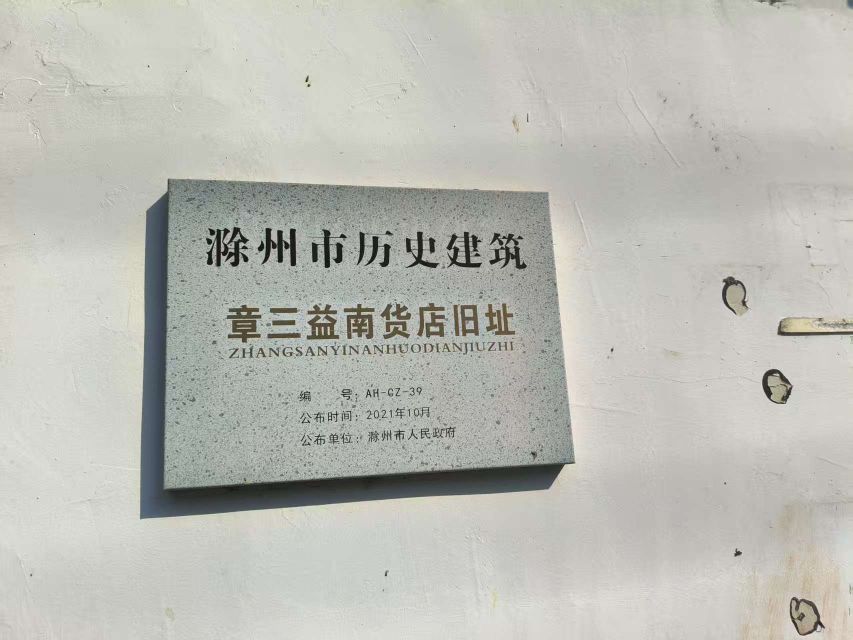 滁州市历史建筑
章三益南货店旧址
ZHANGSANYINANHUODIANJIUZHI
编 号：AH-CZ-39
公布时间：2021年10月
公布单位：滁州市人民政府